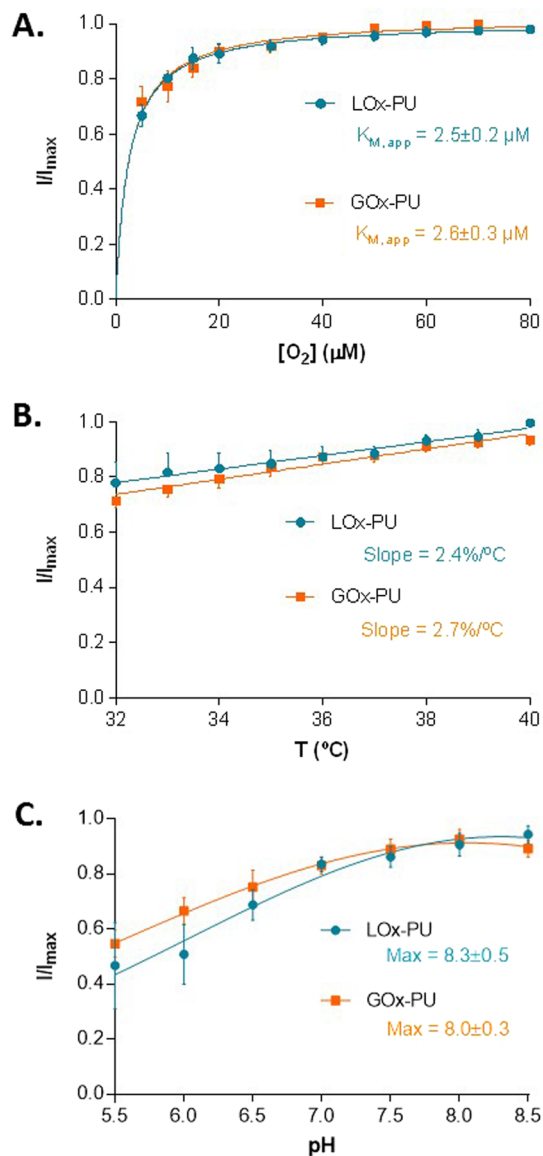 A.
1.0
0.8
0.6
0.4
0.2
0.0
I/Imax
LOx-PU
KM,app = 2.5±0.2 µM
GOx-PU
KM,app = 2.6±0.3 µM
0 20 40 60 80
[O2] (µM)
B.
1.0
0.8
0.6
0.4
0.2
0.0
I/Imax
LOx-PU
Slope = 2.4%/ºC
GOx-PU
Slope = 2.7%/ºC
32 34 36 38 40
T (ºC)
C.
1.0
0.8
0.6
0.4
0.2
0.0
I/Imax
LOx-PU
Max = 8.3±0.5
GOx-PU
Max = 8.0±0.3
5.5 6.0 6.5 7.0 7.5 8.0 8.5
pH